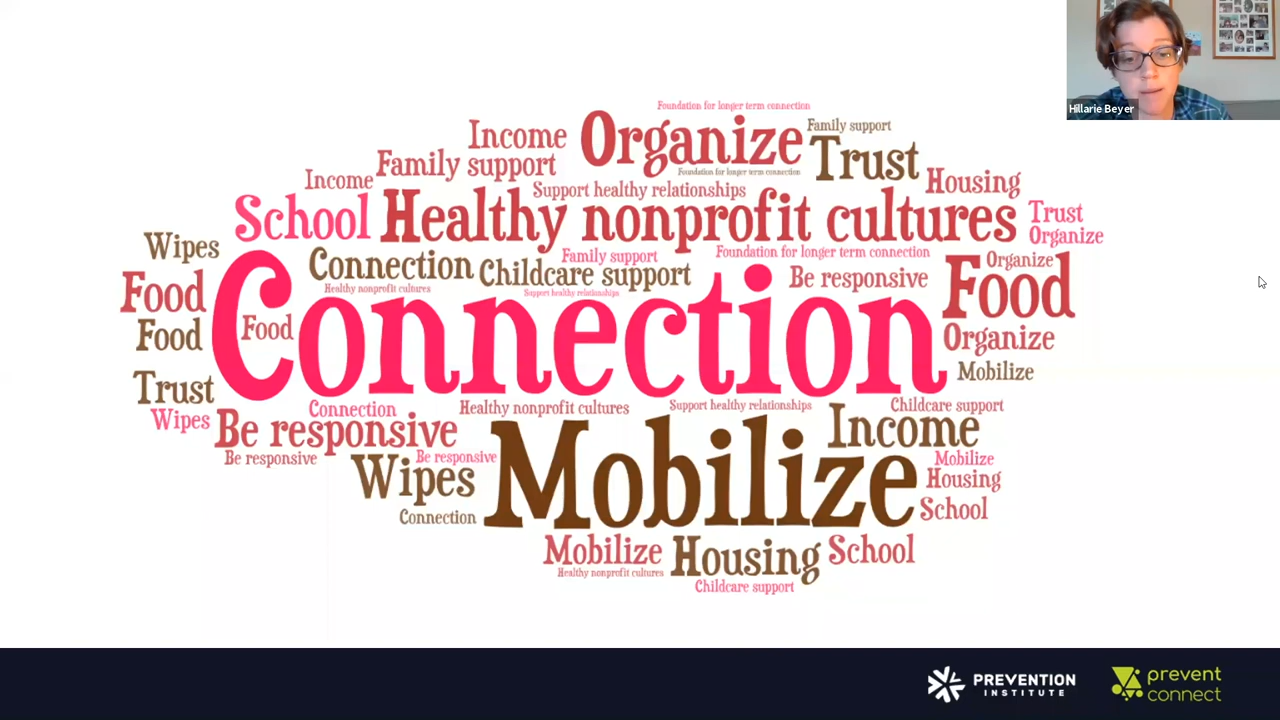 Hillarie Beyer
Foundation for longer term connection
Income
Organize
Family support
Family support
Trust
Foundation for longer term connection
Income
Support healthy relationships
Housing
School
Healthy nonprofit cultures
Trust
Organize
Wipes
Connection
Childcare support
Family support
Foundation for longer term connection
Be responsive
Organize
Food
Food
Healthy nonprofit cultures
Support healthy relationships
Connection
Food
Food
Organize
Mobilize
Trust
Wipes
Connection
Healthy nonprofit cultures
Support healthy relationships
Childcare support
Be responsive
Income
Be responsive
Be responsive
Mobilize
Wipes
Mobilize
Housing
Connection
School
Mobilize
Housing
School
Healthy nonprofit cultures
Childcare support
PREVENTION
INSTITUTE
prevent
connect